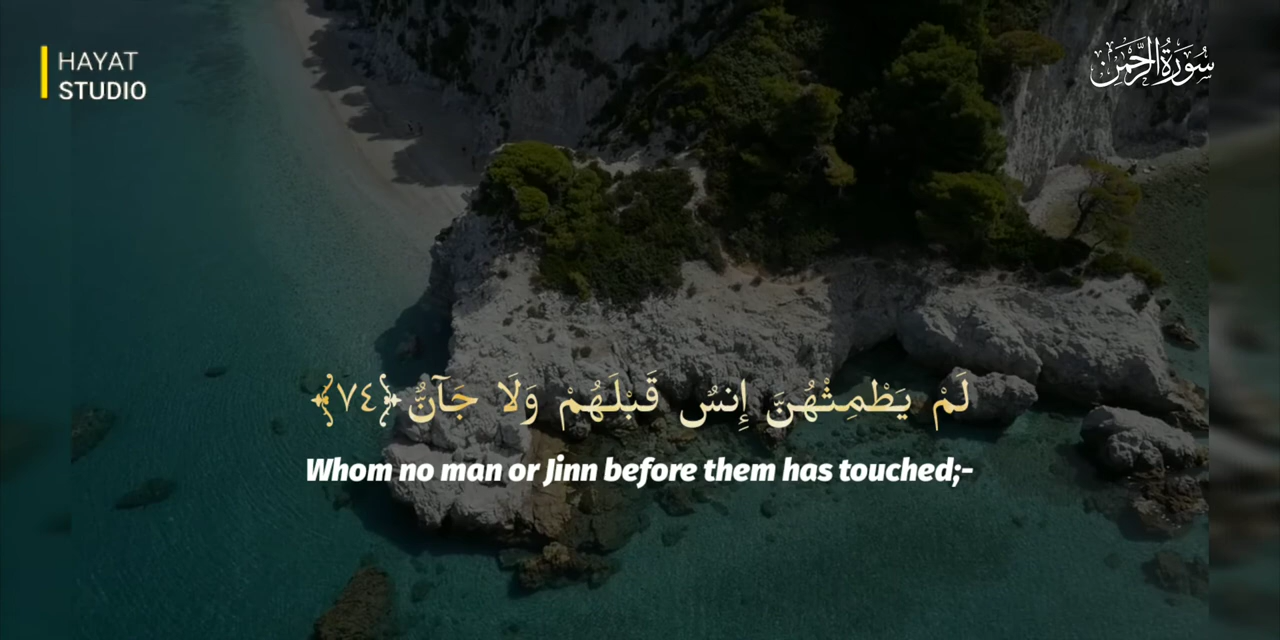 HAYAT
STUDIO
سُورَةُ الرَّحْمَٰن
لَمْ يَطْمِثْهُنَّ إِنسٌ قَبْلَهُمْ وَلَا جَآنٌّ ﴿٧٤﴾
Whom no man or Jinn before them has touched;-